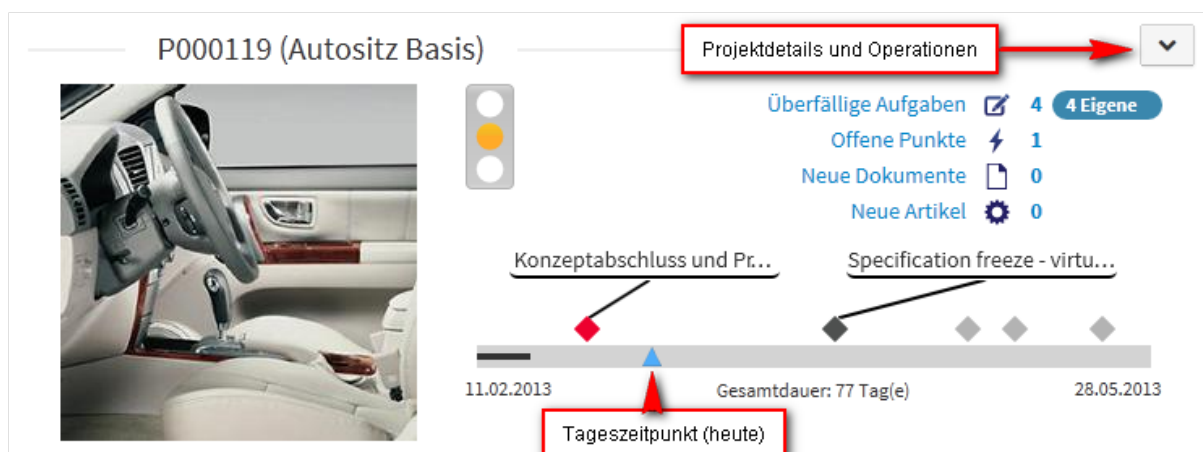 P000119 (Autositz Basis)
Projektdetails und Operationen
Überfällige Aufgaben 4 4 Eigene
Offene Punkte 1
Neue Dokumente 0
Neue Artikel 0
Konzeptabschluss und Pr... Specification freeze - virtu...
11.02.2013 Gesamtdauer: 77 Tag(e) 28.05.2013
Tageszeitpunkt (heute)